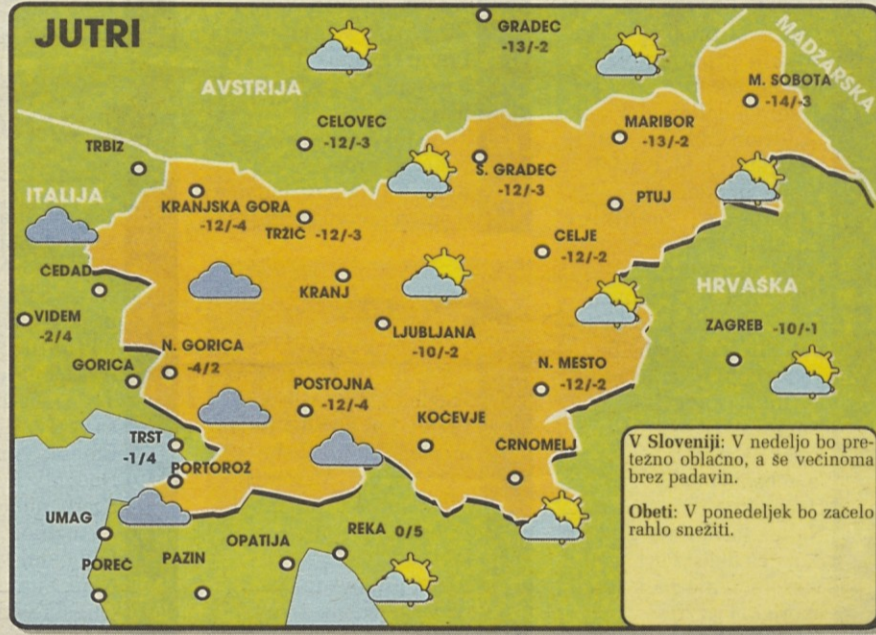 JUTRI
GRADEC
-13/-2
MADŽARSKA
AVSTRIJA
M. SOBOTA
-14/-3
CELOVEC
-12/-3
MARIBOR
-13/-2
TRBIZ
S. GRADEC
-12/-3
ITALIJA
KRANJSKA GORA
-12/-4
TRŽIČ -12/-3
PTUJ
CELJE
-12/-2
ČEDAD
KRANJ
HRVAŠKA
VIDEM
-2/4
LJUBLJANA
-10/-2
ZAGREB -10/-1
N. GORICA
-4/2
GORICA
N. MESTO
-12/-2
POSTOJNA
-12/-4
KOČEVJE
TRST
-1/4
ČRNOMELJ
PORTOROŽ
UMAG
REKA 0/5
OPATIJA
POREČ
PAZIN
V Sloveniji: V nedeljo bo pre-
težno oblačno, a še večinoma
brez padavin.
Obeti: V ponedeljek bo začelo
rahlo snežiti.